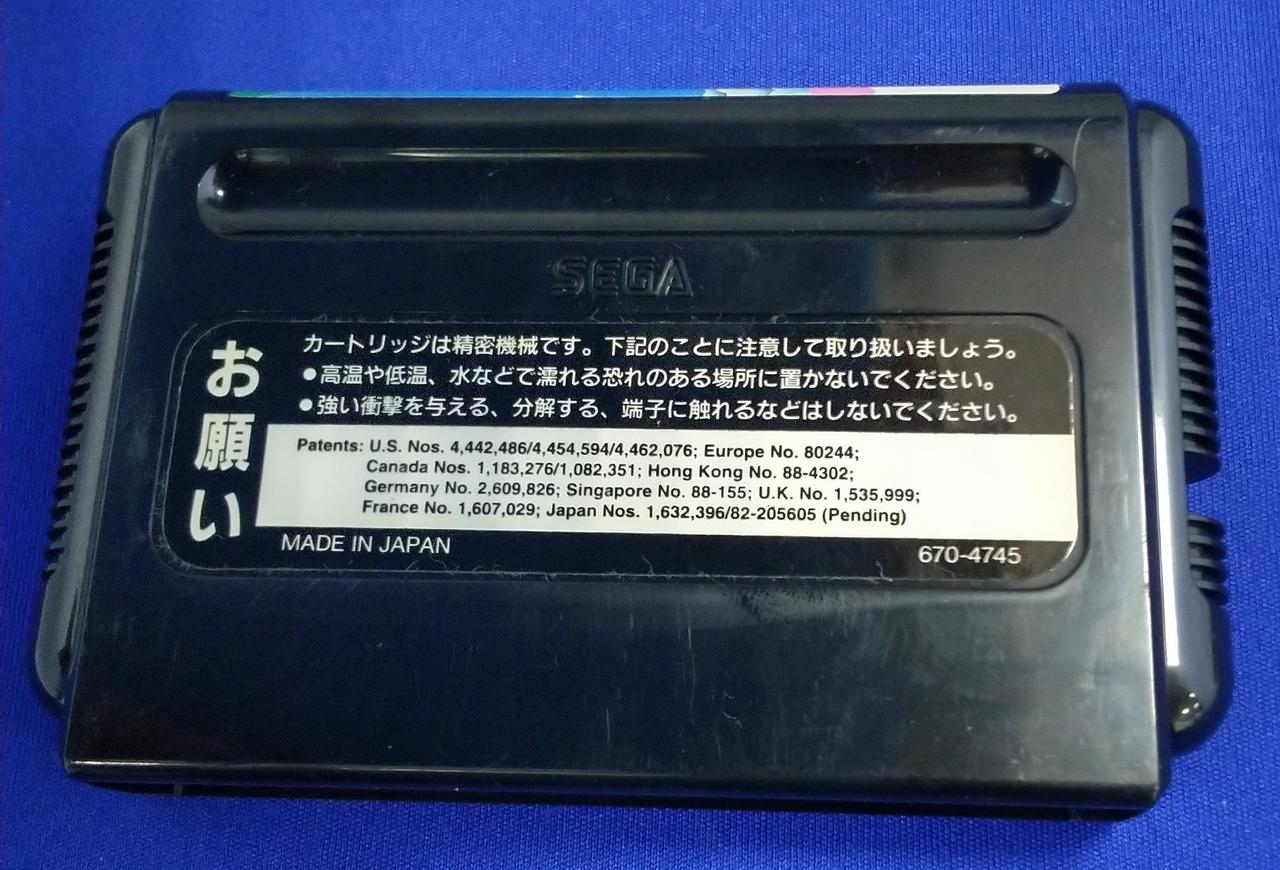 SEGA
お願い
カートリッジは精密機械です。下記のことに注意して取り扱いましょう。
●高温や低温、水などで濡れる恐れのある場所に置かないでください。
●強い衝撃を与える、分解する、端子に触れるなどはしないでください。
Patents: U.S. Nos. 4,442,486/4,454,594/4,462,076; Europe No. 80244;
Canada Nos. 1,183,276/1,082,351; Hong Kong No. 88-4302;
Germany No. 2,609,826; Singapore No. 88-155; U.K. No. 1,535,999;
France No. 1,607,029; Japan Nos. 1,632,396/82-205605 (Pending)
MADE IN JAPAN
670-4745